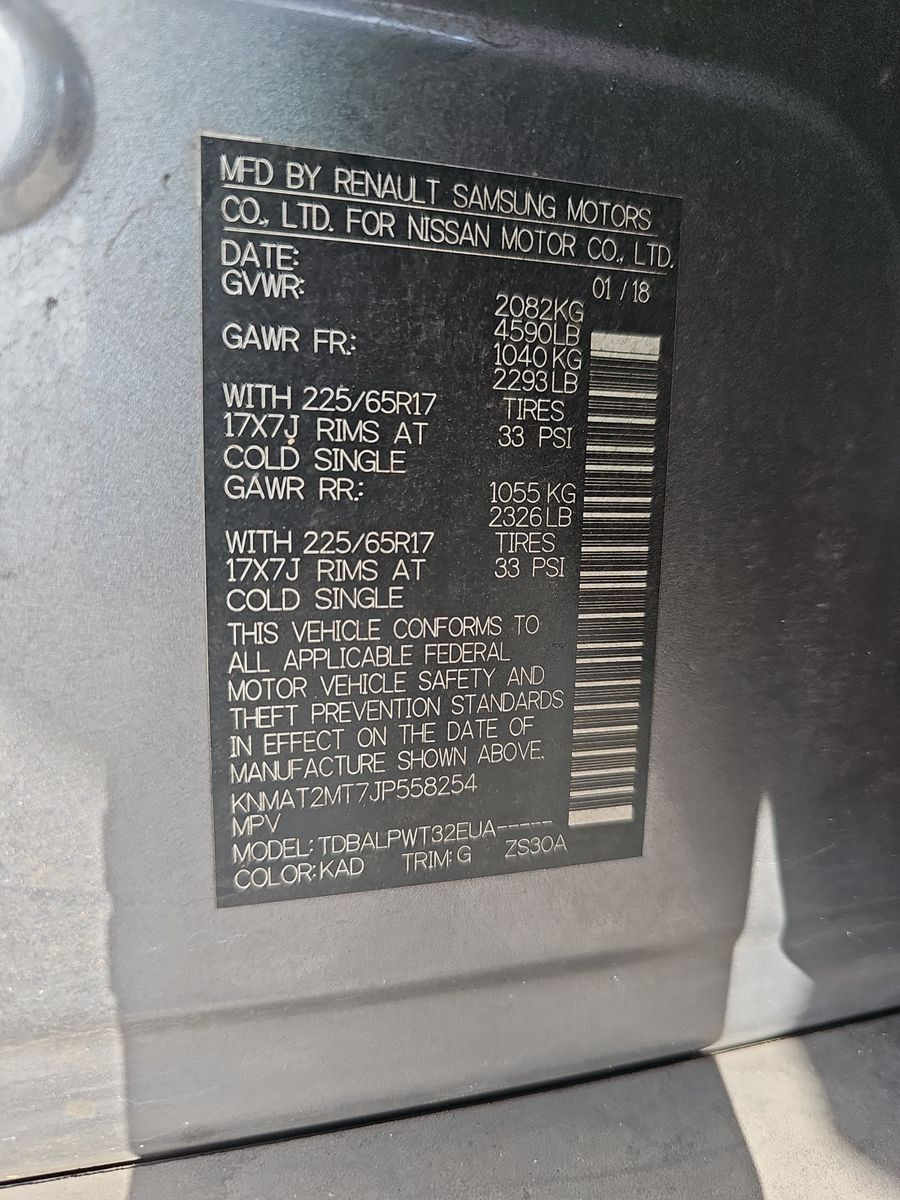 MFD BY RENAULT SAMSUNG MOTORS
CO., LTD. FOR NISSAN MOTOR CO., LTD.
DATE: 01/18
GVWR: 2082KG
4590LB
GAWR FR.: 1040KG
2293LB
WITH 225/65R17 TIRES
17X7J RIMS AT 33 PSI
COLD SINGLE
GAWR RR.: 1055KG
2326LB
WITH 225/65R17 TIRES
17X7J RIMS AT 33 PSI
COLD SINGLE
THIS VEHICLE CONFORMS TO
ALL APPLICABLE FEDERAL
MOTOR VEHICLE SAFETY AND
THEFT PREVENTION STANDARDS
IN EFFECT ON THE DATE OF
MANUFACTURE SHOWN ABOVE.
KNMAT2MT7JP558254
MPV
MODEL: TDBALPWT32EUA-----
COLOR: KAD TRIM: G ZS30A